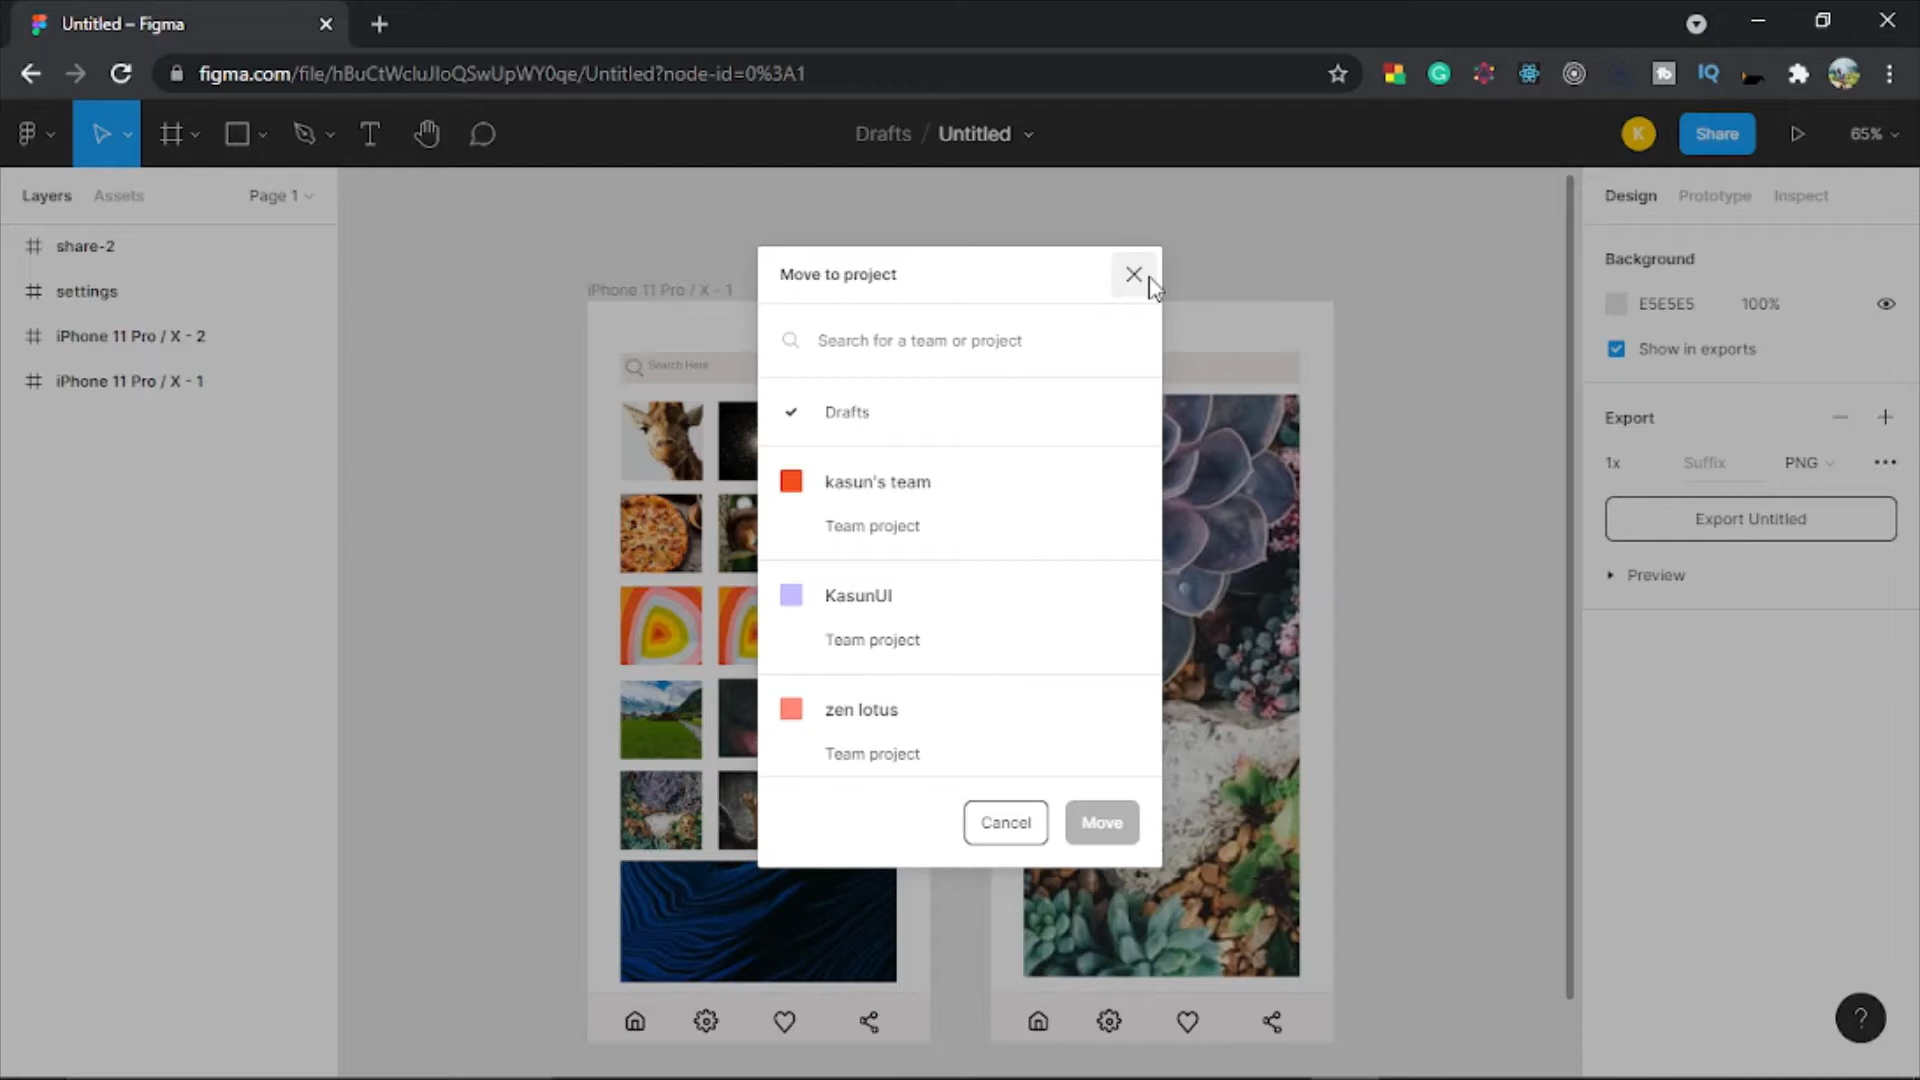 Untitled – Figma
figma.com/file/hBuCtWcluJloQSwUpWY0qe/Untitled?node-id=0%3A1
Drafts / Untitled
K
Share
65%
Layers
Assets
Page 1
share-2
settings
iPhone 11 Pro / X - 2
iPhone 11 Pro / X - 1
iPhone 11 Pro / X - 1
Search Here
Move to project
Search for a team or project
Drafts
kasun's team
Team project
KasunUI
Team project
zen lotus
Team project
Cancel
Move
Design
Prototype
Inspect
Background
E5E5E5
100%
Show in exports
Export
1x
Suffix
PNG
Export Untitled
Preview
?